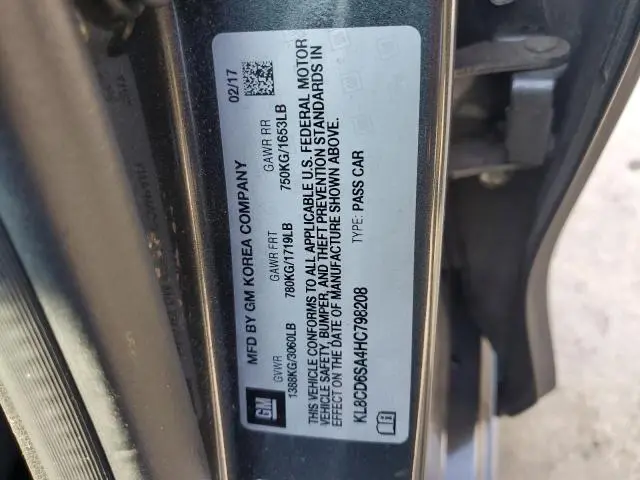 MFD BY GM KOREA COMPANY 02/17
GVWR GAWR FRT GAWR RR
1388KG/3060LB 780KG/1719LB 750KG/1653LB
THIS VEHICLE CONFORMS TO ALL APPLICABLE U.S. FEDERAL MOTOR
VEHICLE SAFETY, BUMPER, AND THEFT PREVENTION STANDARDS IN
EFFECT ON THE DATE OF MANUFACTURE SHOWN ABOVE.
KL8CD6SA4HC798208 TYPE: PASS CAR
GM